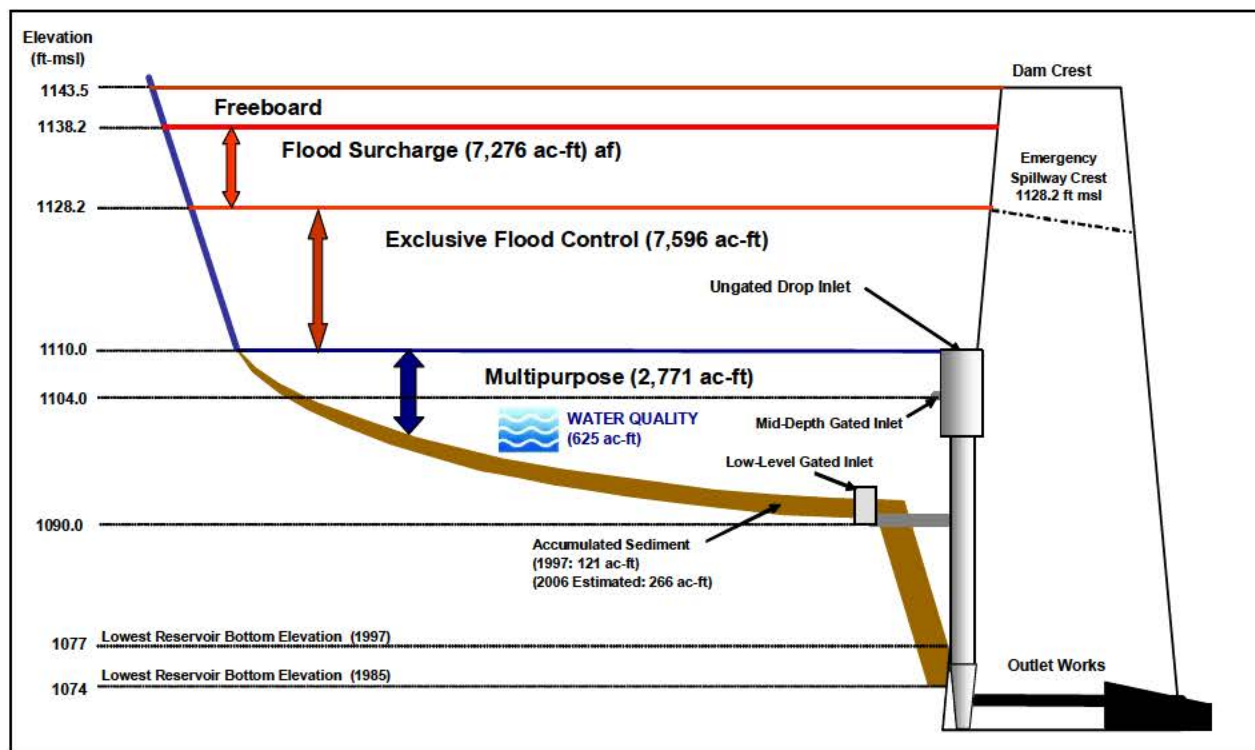 Elevation
(ft-msl)
1143.5
Dam Crest
Freeboard
1138.2
Flood Surcharge (7,276 ac-ft) af)
Emergency
Spillway Crest
1128.2 ft msl
1128.2
Exclusive Flood Control (7,596 ac-ft)
Ungated Drop Inlet
1110.0
Multipurpose (2,771 ac-ft)
1104.0
WATER QUALITY
(625 ac-ft)
Mid-Depth Gated Inlet
Low-Level Gated Inlet
1090.0
Accumulated Sediment
(1997: 121 ac-ft)
(2006 Estimated: 266 ac-ft)
Lowest Reservoir Bottom Elevation (1997)
1077
Lowest Reservoir Bottom Elevation (1985)
1074
Outlet Works